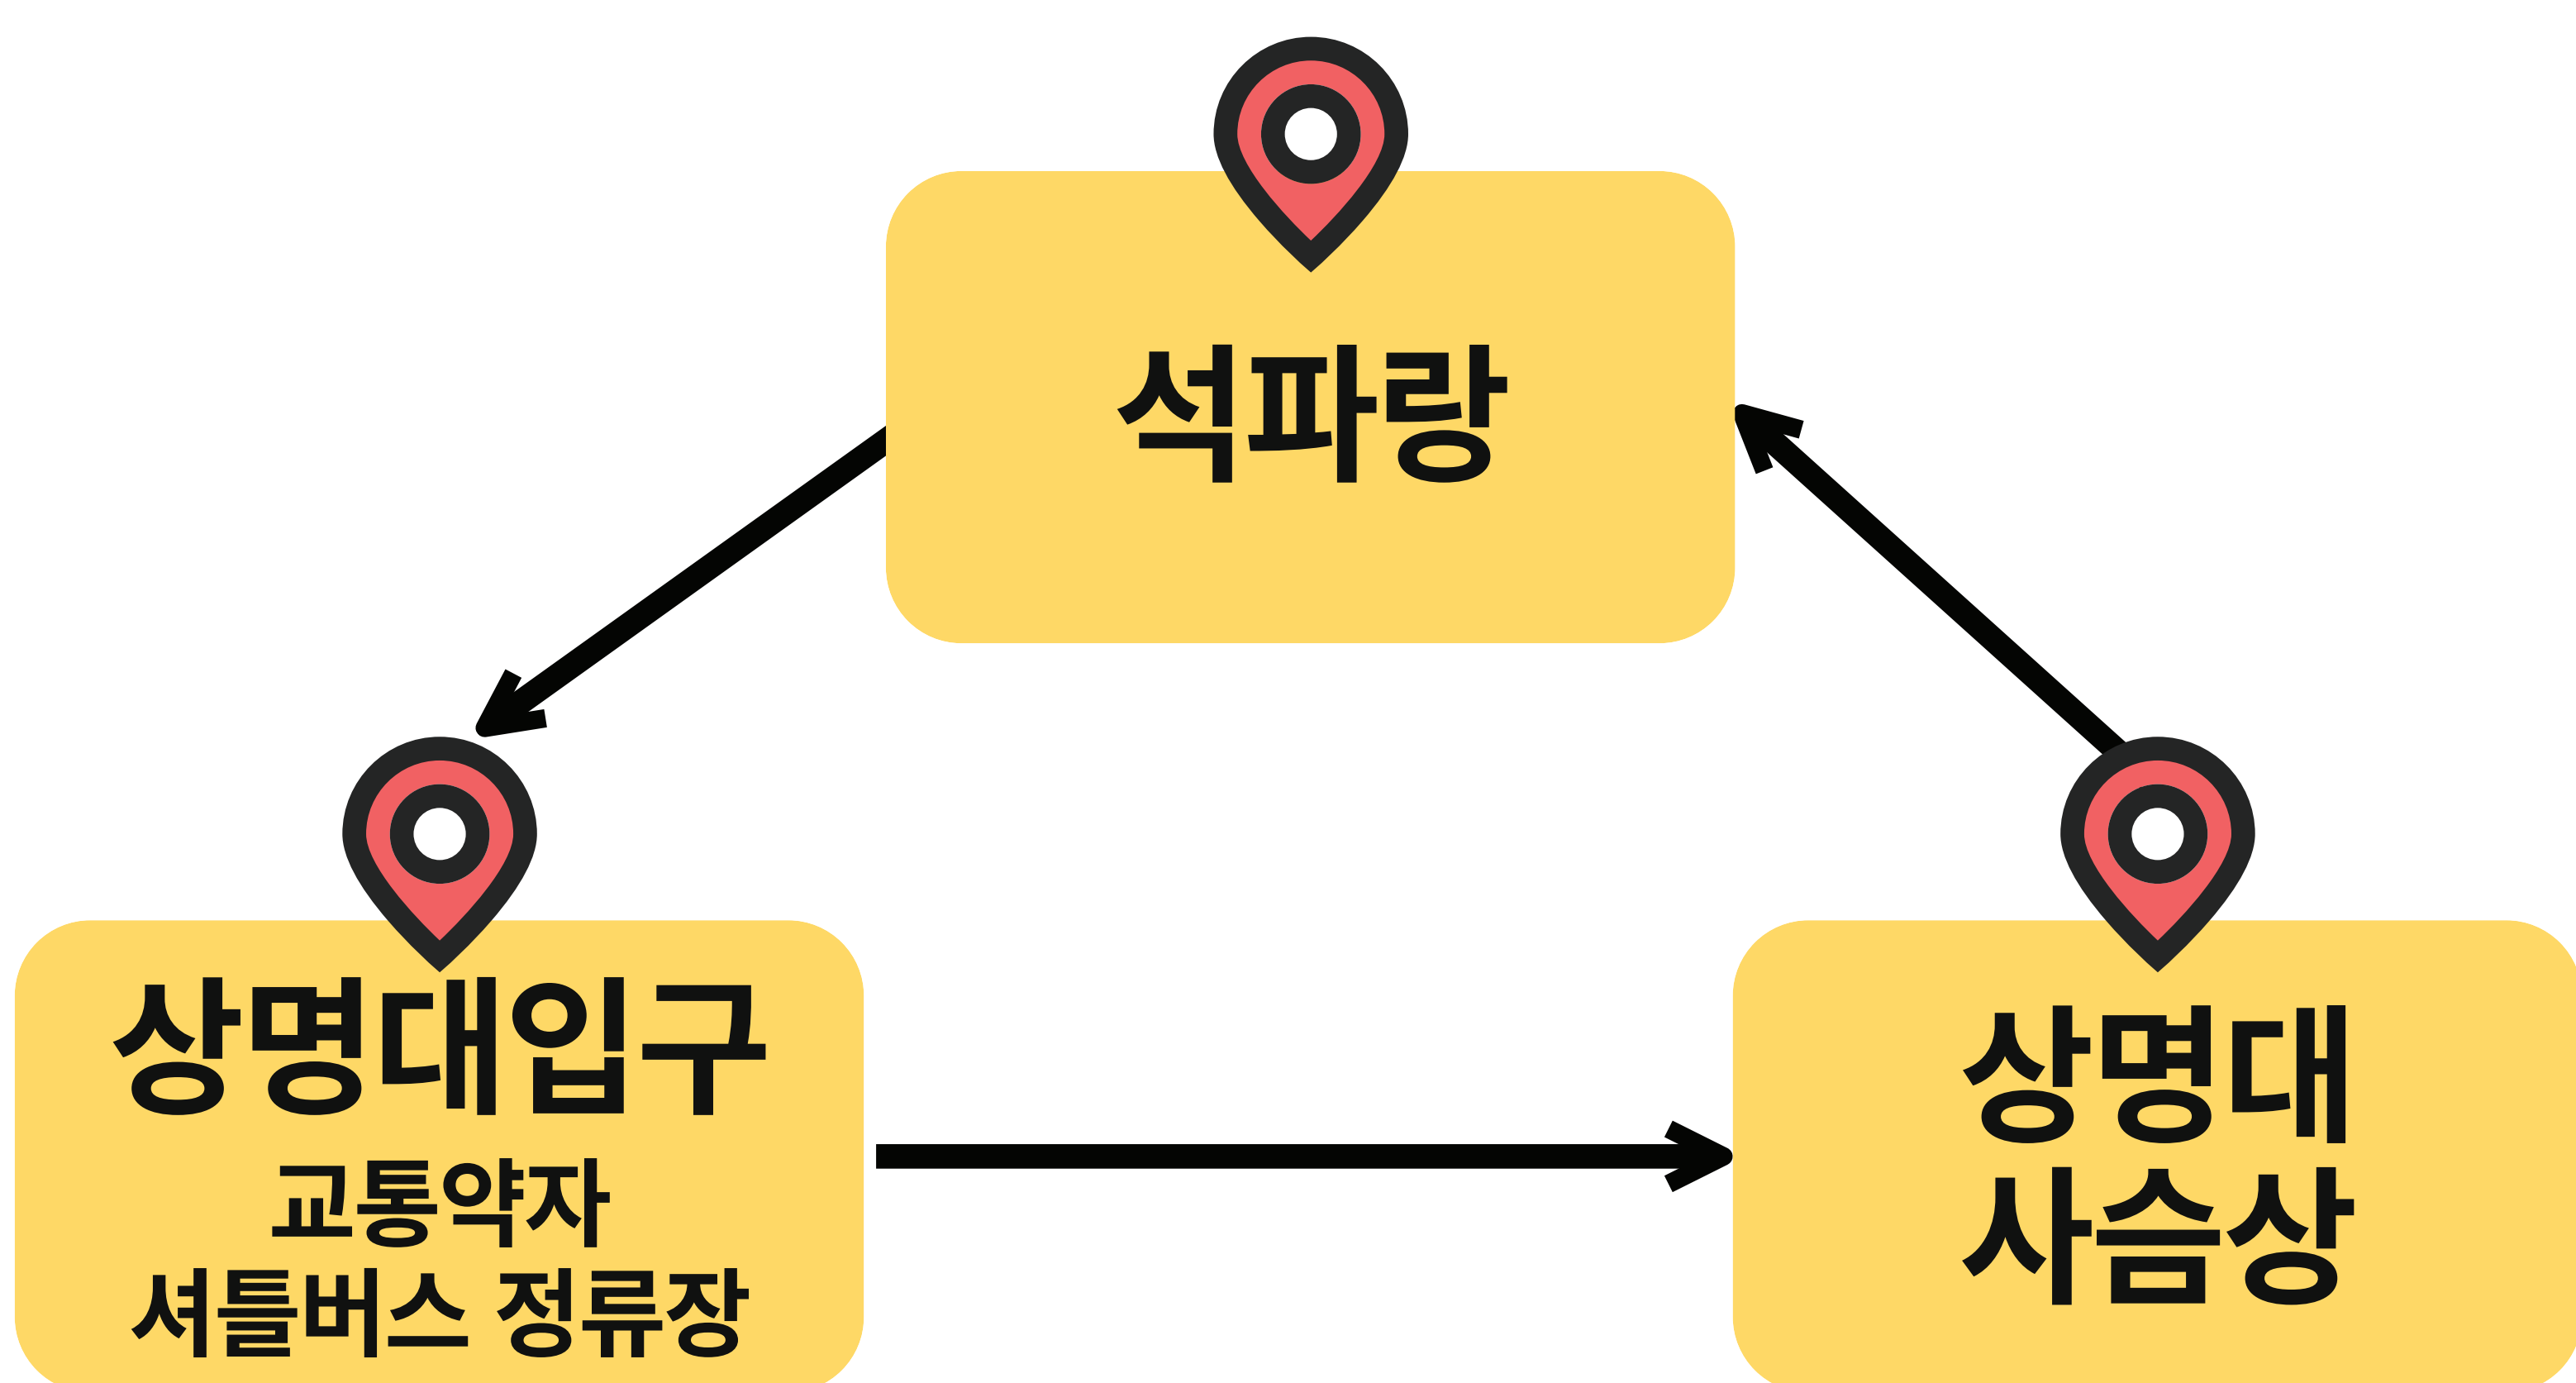 석파랑
상명대입구
교통약자
셔틀버스 정류장
상명대
사슴상